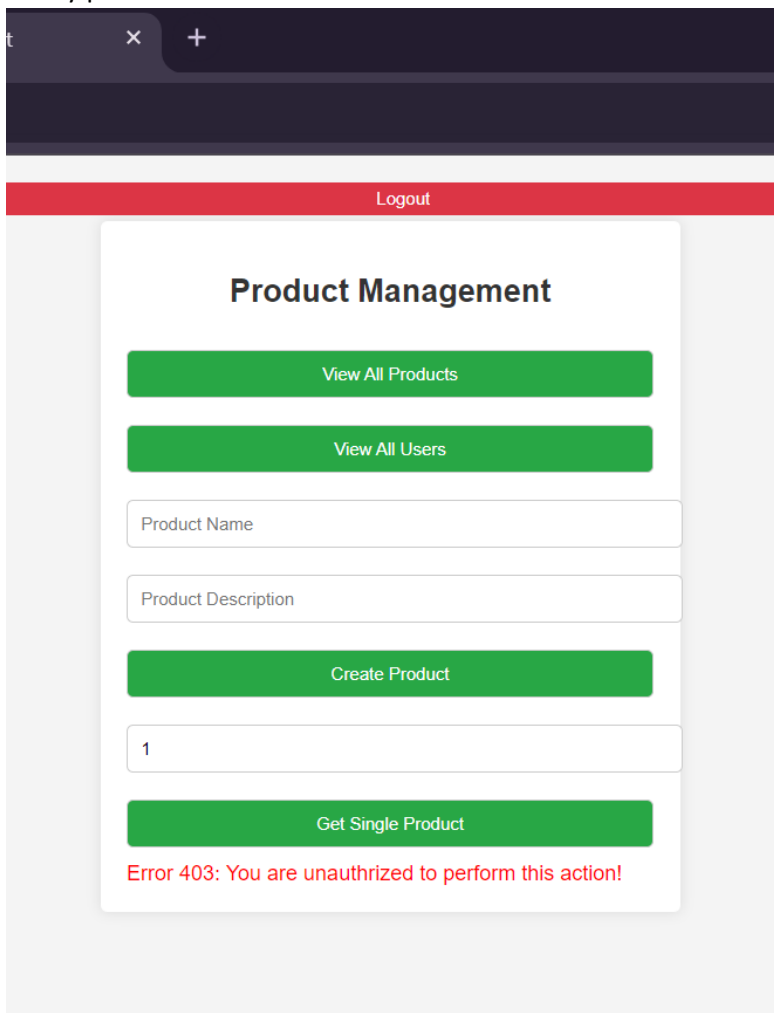 t × +
Logout
Product Management
View All Products
View All Users
Product Name
Product Description
Create Product
1
Get Single Product
Error 403: You are unauthrized to perform this action!